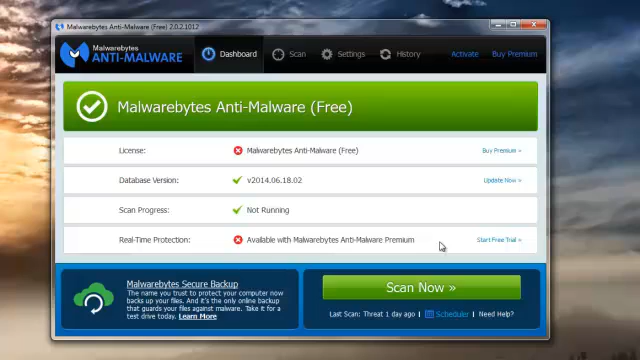 Malwarebytes Anti-Malware (Free) 2.0.2.1012
Malwarebytes
ANTI-MALWARE
Dashboard
Scan
Settings
History
Activate
Buy Premium
Malwarebytes Anti-Malware (Free)
License:
Malwarebytes Anti-Malware (Free)
Buy Premium »
Database Version:
v2014.06.18.02
Update Now »
Scan Progress:
Not Running
Real-Time Protection:
Available with Malwarebytes Anti-Malware Premium
Start Free Trial »
Malwarebytes Secure Backup
The name you trust to protect your computer now
backs up your files. And it's the only online backup
that guards your files against malware. Take it for a
test drive today. Learn More
Scan Now »
Last Scan: Threat 1 day ago
Scheduler
Need Help?